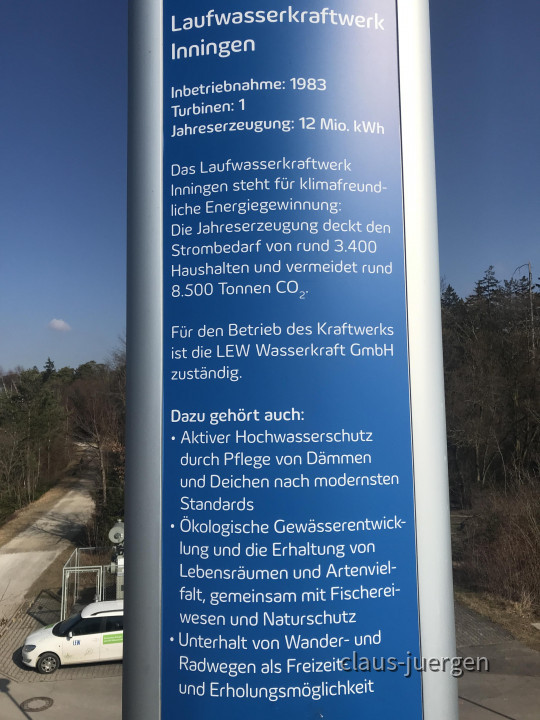 Laufwasserkraftwerk
Inningen
Inbetriebnahme: 1983
Turbinen: 1
Jahreserzeugung: 12 Mio. kWh
Das Laufwasserkraftwerk
Inningen steht für klimafreund-
liche Energiegewinnung:
Die Jahreserzeugung deckt den
Strombedarf von rund 3.400
Haushalten und vermeidet rund
8.500 Tonnen CO₂.
Für den Betrieb des Kraftwerks
ist die LEW Wasserkraft GmbH
zuständig.
Dazu gehört auch:
• Aktiver Hochwasserschutz
durch Pflege von Dämmen
und Deichen nach modernsten
Standards
• Ökologische Gewässerentwick-
lung und die Erhaltung von
Lebensräumen und Artenviel-
falt, gemeinsam mit Fischerei-
wesen und Naturschutz
• Unterhalt von Wander- und
Radwegen als Freizeit-
und Erholungsmöglichkeit
LEW
claus-juergen